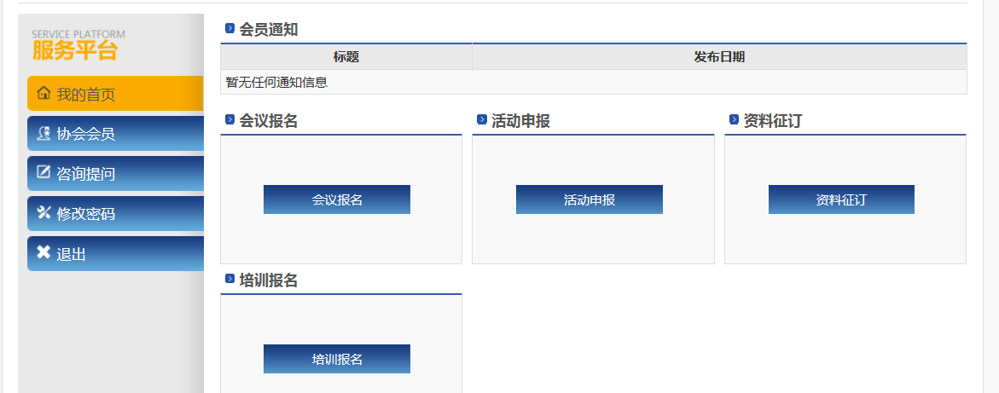 SERVICE PLATFORM
服务平台
我的首页
协会会员
咨询提问
修改密码
退出
会员通知
标题 发布日期
暂无任何通知信息
会议报名 活动申报 资料征订
会议报名 活动申报 资料征订
培训报名
培训报名